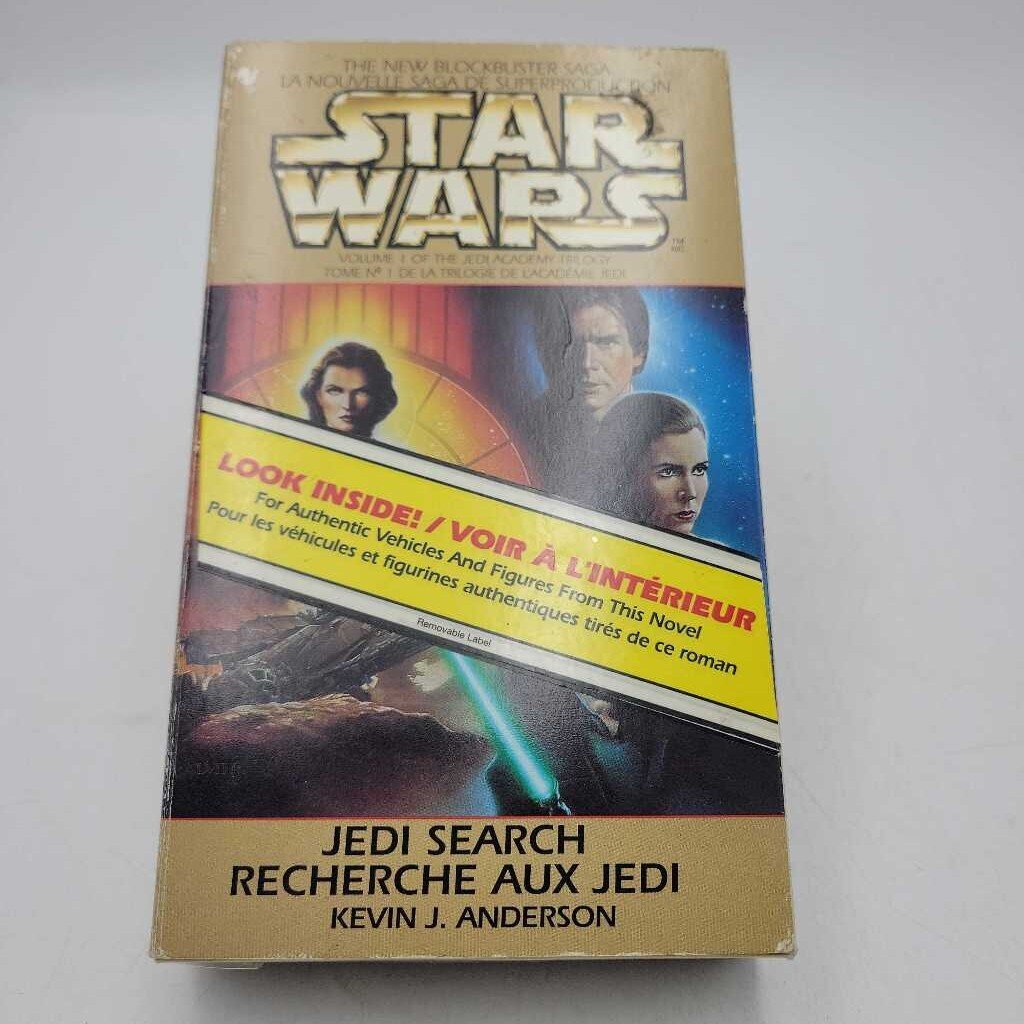 THE NEW BLOCKBUSTER SAGA
LA NOUVELLE SAGA DE SUPERPRODUCTION
STAR
WARS
TM
VOLUME 1 OF THE JEDI ACADEMY TRILOGY
TOME Nº 1 DE LA TRILOGIE DE L'ACADÉMIE JEDI
LOOK INSIDE! / VOIR À L'INTÉRIEUR
For Authentic Vehicles And Figures From This Novel
Pour les véhicules et figurines authentiques tirés de ce roman
Removable Label
JEDI SEARCH
RECHERCHE AUX JEDI
KEVIN J. ANDERSON